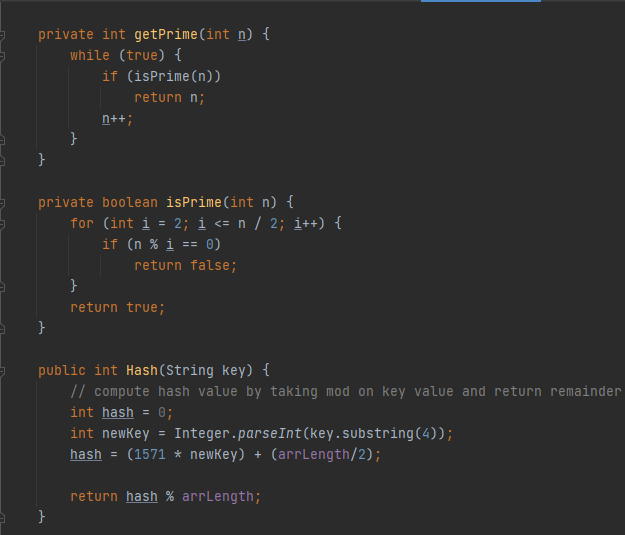 private int getPrime(int n) {
while (true) {
if (isPrime(n))
return n;
n++;
}
}
private boolean isPrime(int n) {
for (int i = 2; i <= n / 2; i++) {
if (n % i == 0)
return false;
}
return true;
}
public int Hash(String key) {
// compute hash value by taking mod on key value and return remainder
int hash = 0;
int newKey = Integer.parseInt(key.substring(4));
hash = (1571 * newKey) + (arrLength/2);
return hash % arrLength;
}